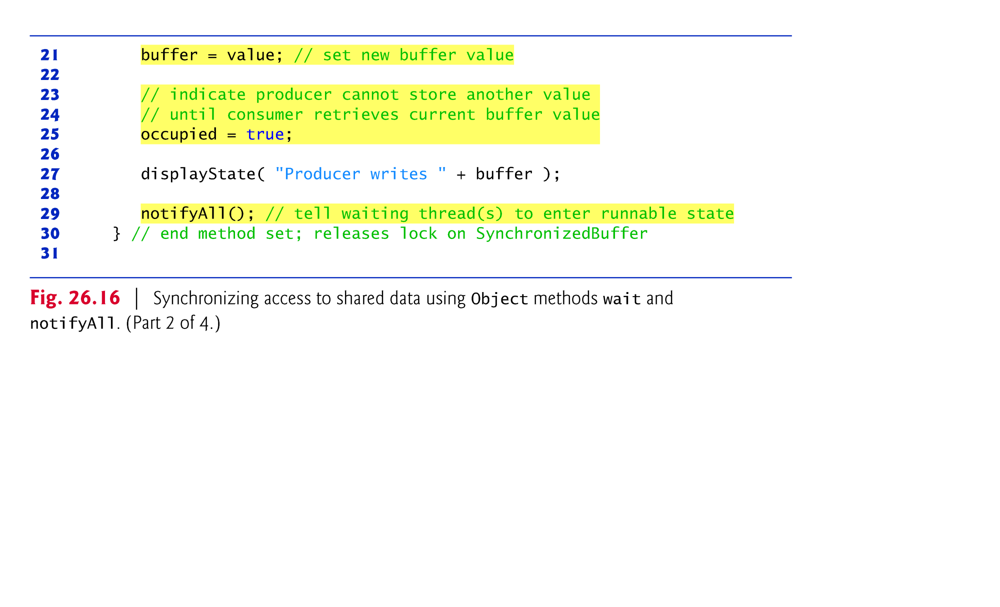 21 buffer = value; // set new buffer value
22
23 // indicate producer cannot store another value
24 // until consumer retrieves current buffer value
25 occupied = true;
26
27 displayState( "Producer writes " + buffer );
28
29 notifyAll(); // tell waiting thread(s) to enter runnable state
30 } // end method set; releases lock on SynchronizedBuffer
31
Fig. 26.16 | Synchronizing access to shared data using Object methods wait and
notifyAll. (Part 2 of 4.)